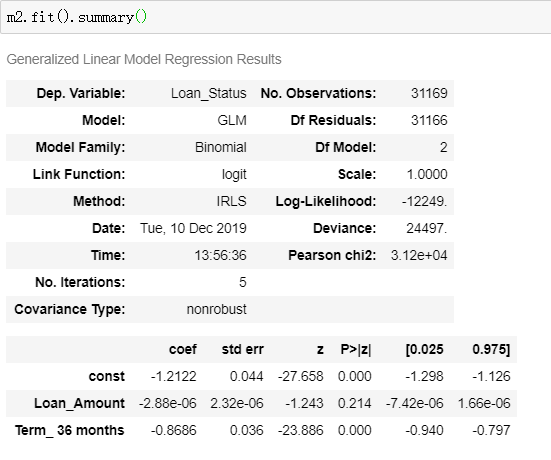 m2.fit().summary()
Generalized Linear Model Regression Results
Dep. Variable: Loan_Status No. Observations: 31169
Model: GLM Df Residuals: 31166
Model Family: Binomial Df Model: 2
Link Function: logit Scale: 1.0000
Method: IRLS Log-Likelihood: -12249.
Date: Tue, 10 Dec 2019 Deviance: 24497.
Time: 13:56:36 Pearson chi2: 3.12e+04
No. Iterations: 5
Covariance Type: nonrobust
coef std err z P>|z| [0.025 0.975]
const -1.2122 0.044 -27.658 0.000 -1.298 -1.126
Loan_Amount -2.88e-06 2.32e-06 -1.243 0.214 -7.42e-06 1.66e-06
Term_ 36 months -0.8686 0.036 -23.886 0.000 -0.940 -0.797